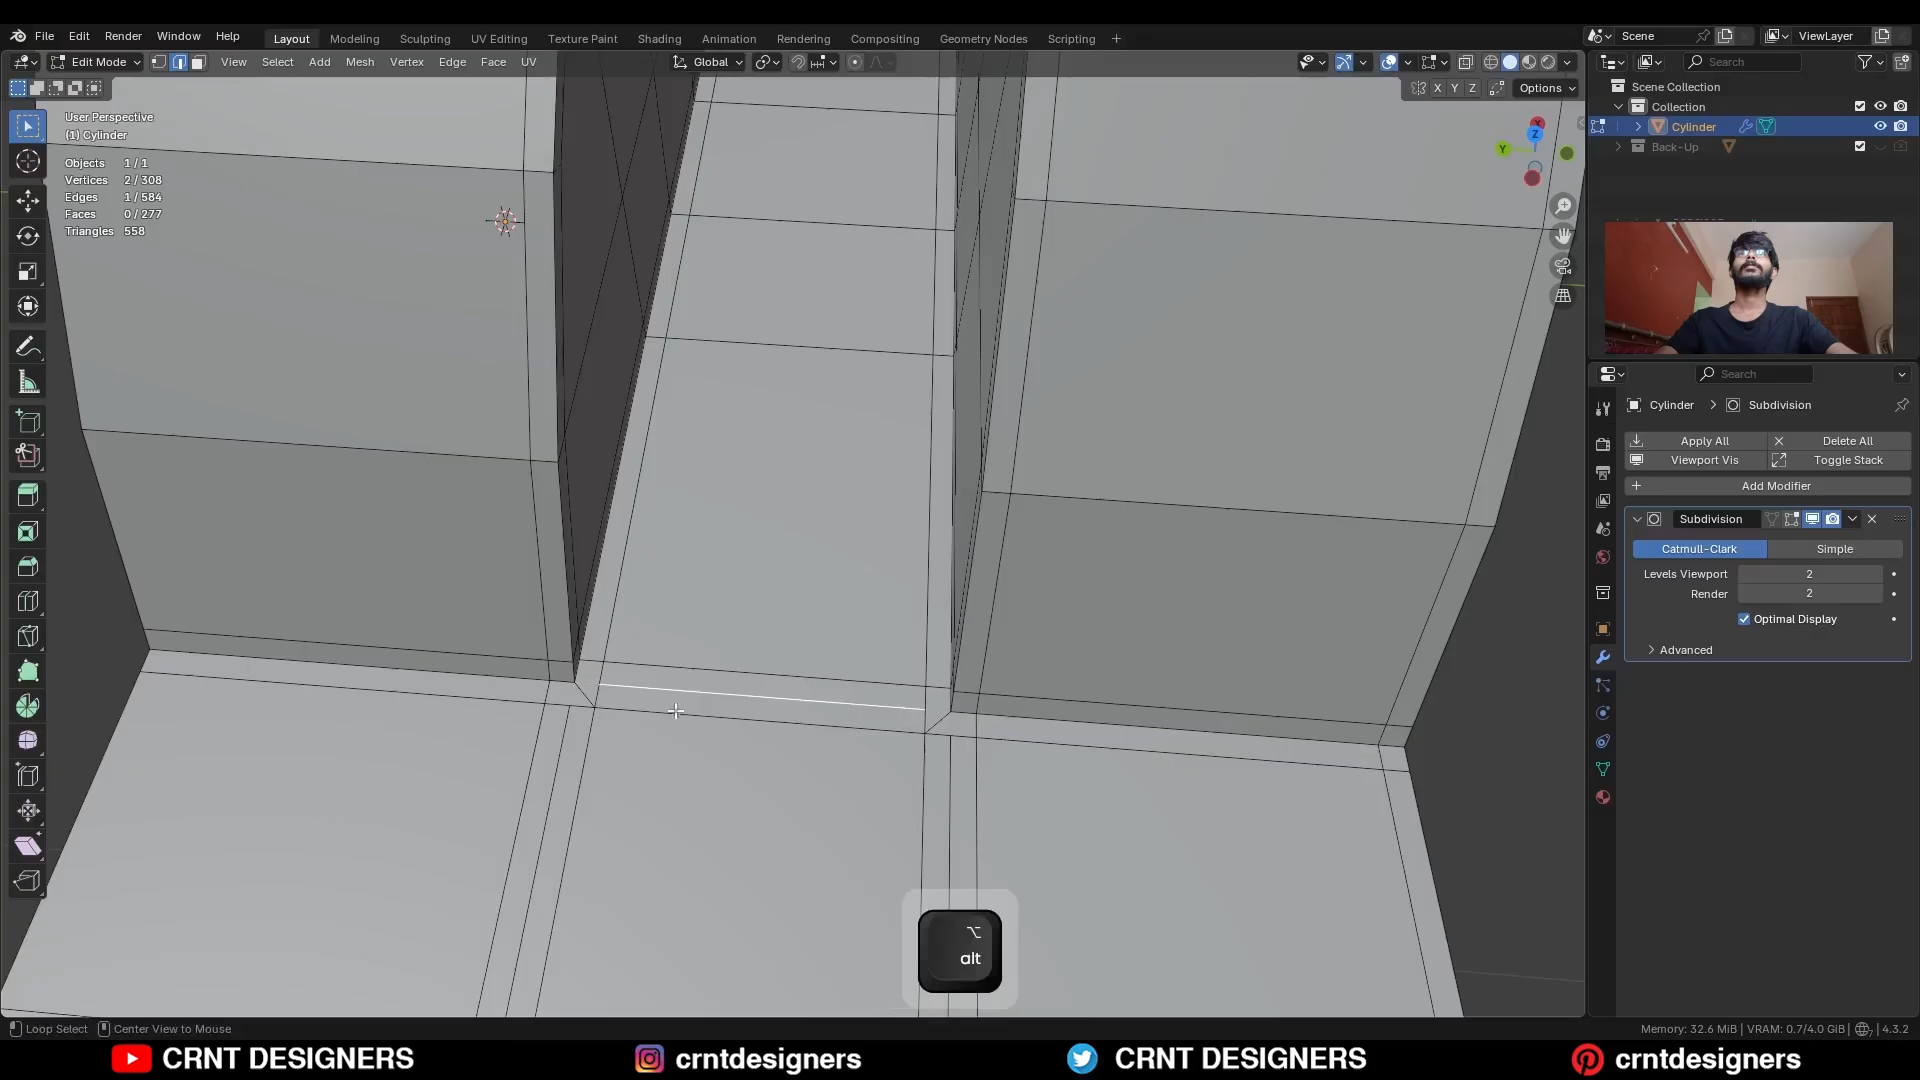 File Edit Render Window Help Layout Modeling Sculpting UV Editing Texture Paint Shading Animation Rendering Compositing Geometry Nodes Scripting + Scene ViewLayer
Edit Mode View Select Add Mesh Vertex Edge Face UV Global Search
X Y Z Options
User Perspective
(1) Cylinder
Objects 1 / 1
Vertices 2 / 308
Edges 1 / 584
Faces 0 / 277
Triangles 558
Z
Y
Scene Collection
Collection
Cylinder
Back-Up
Search
Cylinder > Subdivision
Apply All Delete All
Viewport Vis Toggle Stack
+ Add Modifier
Subdivision
Catmull-Clark Simple
Levels Viewport 2
Render 2
Optimal Display
Advanced
alt
Loop Select Center View to Mouse Memory: 32.6 MiB | VRAM: 0.7/4.0 GiB | 4.3.2
CRNT DESIGNERS crntdesigners CRNT DESIGNERS crntdesigners